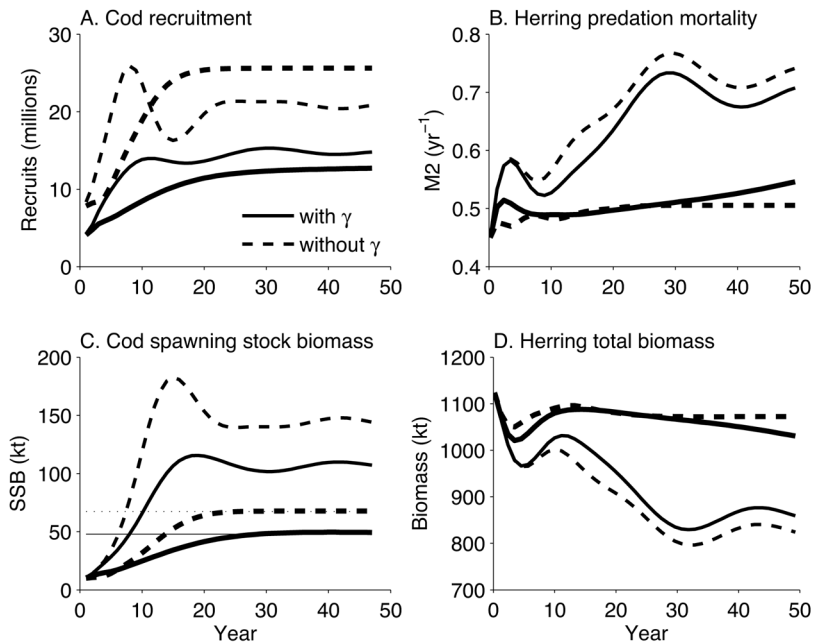 A. Cod recruitment
30
20
10
0
0 10 20 30 40 50
Recruits (millions)
with γ
without γ
B. Herring predation mortality
0.8
0.7
0.6
0.5
0.4
0 10 20 30 40 50
M2 (yr⁻¹)
C. Cod spawning stock biomass
200
150
100
50
0
0 10 20 30 40 50
SSB (kt)
Year
D. Herring total biomass
1200
1100
1000
900
800
700
0 10 20 30 40 50
Biomass (kt)
Year